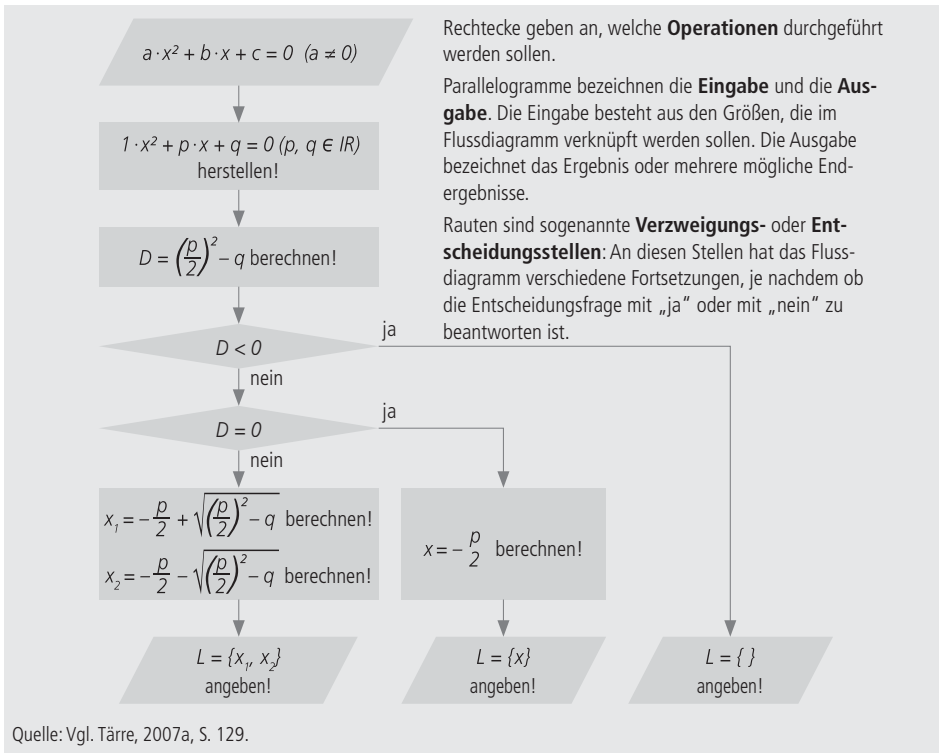 a · x² + b · x + c = 0 (a ≠ 0)
1 · x² + p · x + q = 0 (p, q ∈ IR)
herstellen!
D = (p/2)² – q berechnen!
D < 0
ja
nein
D = 0
ja
nein
x₁ = – p/2 + √((p/2)² – q) berechnen!
x₂ = – p/2 – √((p/2)² – q) berechnen!
x = – p/2 berechnen!
L = {x₁, x₂}
angeben!
L = {x}
angeben!
L = { }
angeben!
Rechtecke geben an, welche Operationen durchgeführt
werden sollen.
Parallelogramme bezeichnen die Eingabe und die Aus-
gabe. Die Eingabe besteht aus den Größen, die im
Flussdiagramm verknüpft werden sollen. Die Ausgabe
bezeichnet das Ergebnis oder mehrere mögliche End-
ergebnisse.
Rauten sind sogenannte Verzweigungs- oder Ent-
scheidungsstellen: An diesen Stellen hat das Fluss-
diagramm verschiedene Fortsetzungen, je nachdem ob
die Entscheidungsfrage mit „ja“ oder mit „nein“ zu
beantworten ist.
Quelle: Vgl. Tärre, 2007a, S. 129.